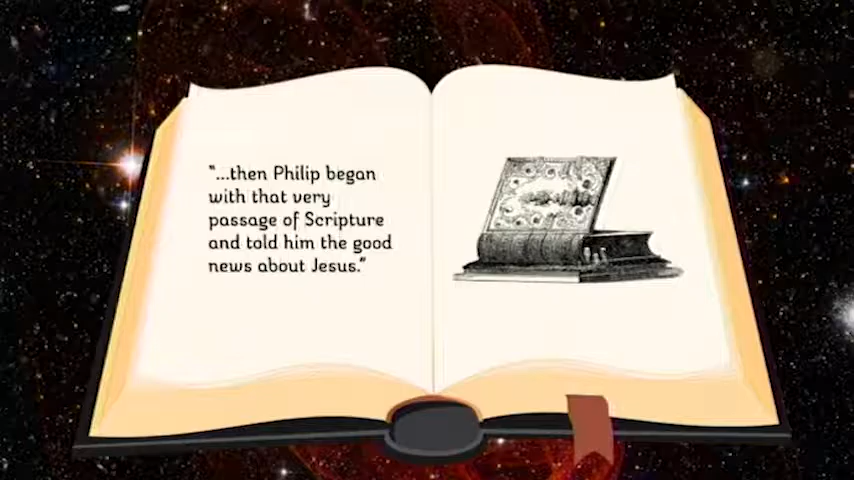 “...then Philip began
with that very
passage of Scripture
and told him the good
news about Jesus.”